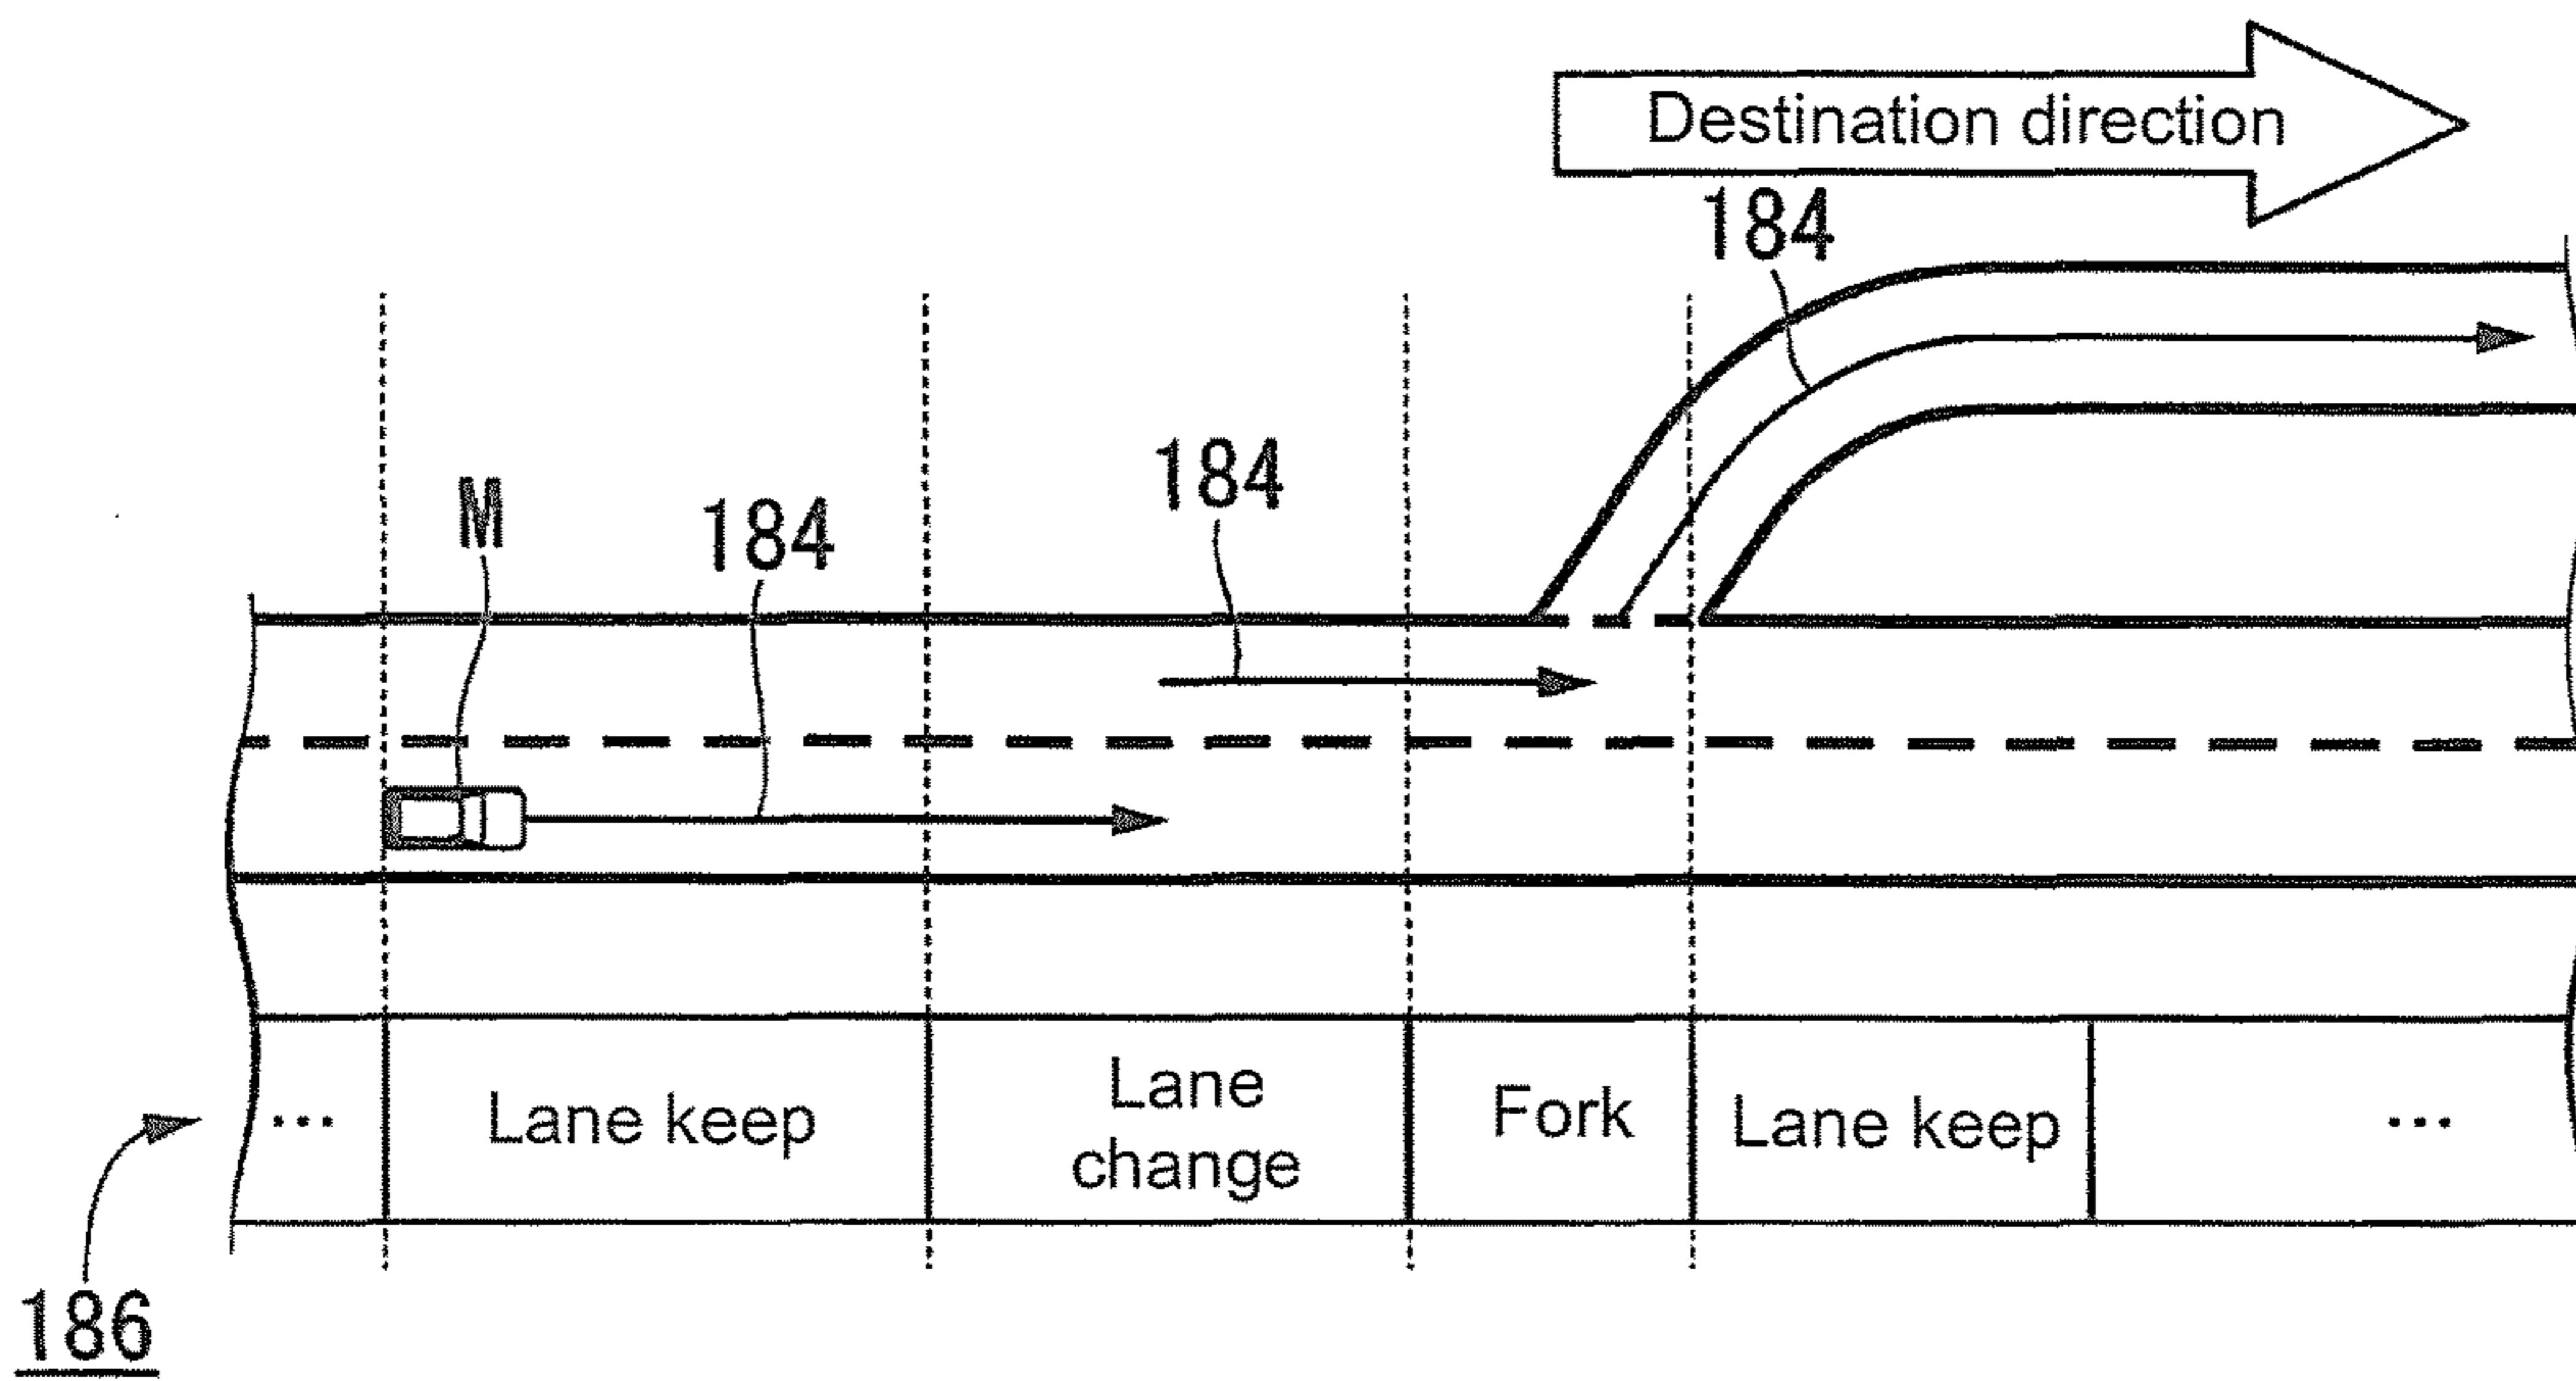 Destination direction
184
184
M
184
...
Lane keep
Lane
change
Fork
Lane keep
...
186